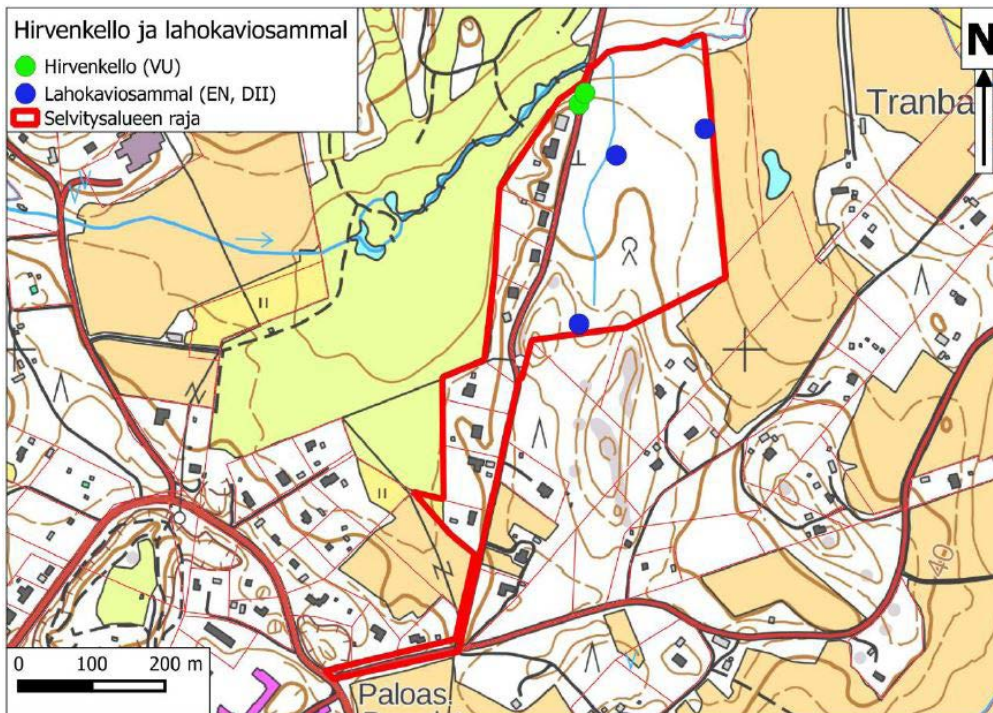 Hirvenkello ja lahokaviosammal
Hirvenkello (VU)
Lahokaviosammal (EN, DII)
Selvitysalueen raja
N
Tranba
40
0 100 200 m
Paloas.